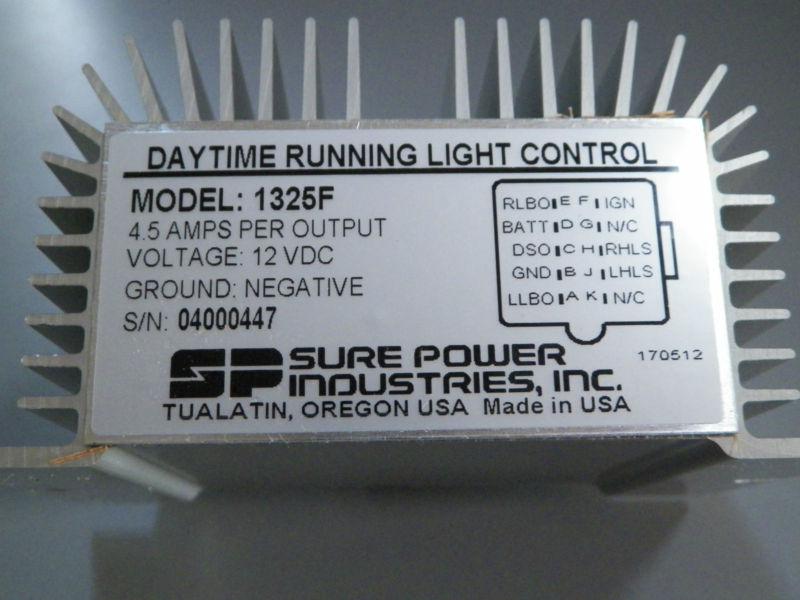 DAYTIME RUNNING LIGHT CONTROL
MODEL: 1325F
4.5 AMPS PER OUTPUT
VOLTAGE: 12 VDC
GROUND: NEGATIVE
S/N: 04000447
RLBO E F IGN
BATT D G N/C
DSO C H RHLS
GND B J LHLS
LLBO A K N/C
SP SURE POWER
INDUSTRIES, INC.
170512
TUALATIN, OREGON USA Made in USA